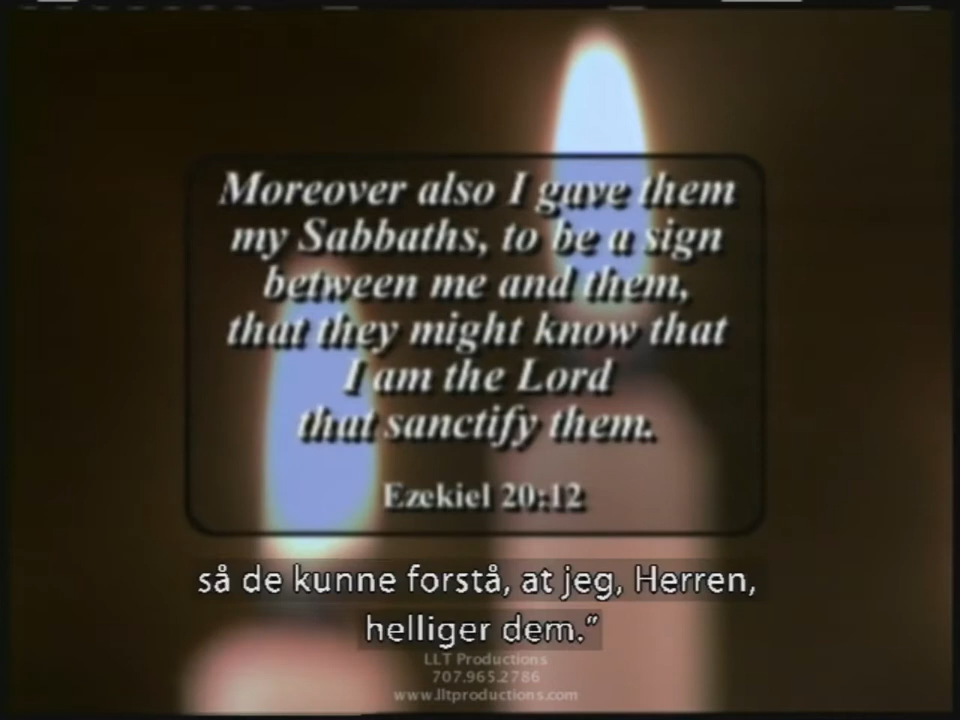 Moreover also I gave them
my Sabbaths, to be a sign
between me and them,
that they might know that
I am the Lord
that sanctify them.
Ezekiel 20:12
så de kunne forstå, at jeg, Herren,
helliger dem.”
LLT Productions
707.965.2786
www.lltproductions.com